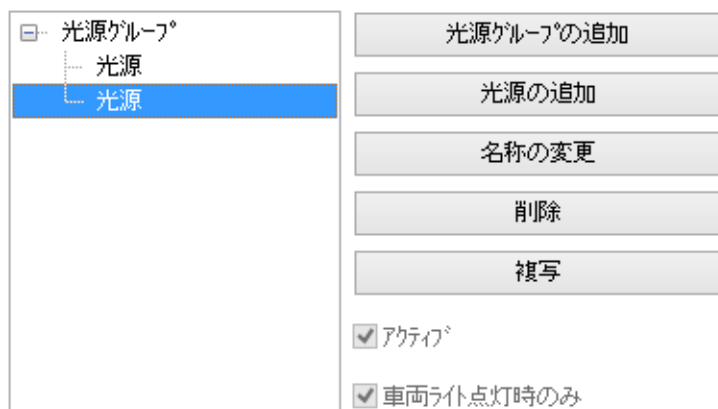 光源ｸﾞﾙｰﾌﾟ
光源
光源
光源ｸﾞﾙｰﾌﾟの追加
光源の追加
名称の変更
削除
複写
ｱｸﾃｨﾌﾞ
車両ﾗｲﾄ点灯時のみ